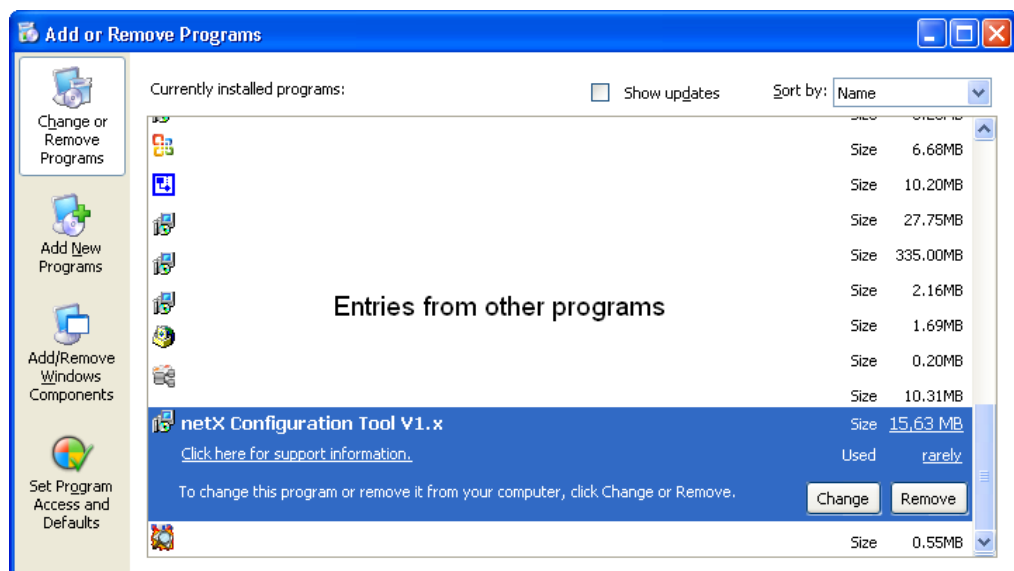 Add or Remove Programs
Change or
Remove
Programs
Add New
Programs
Add/Remove
Windows
Components
Set Program
Access and
Defaults
Currently installed programs:
Show updates
Sort by:
Name
Size 6.68MB
Size 10.20MB
Size 27.75MB
Size 335.00MB
Size 2.16MB
Entries from other programs
Size 1.69MB
Size 0.20MB
Size 10.31MB
netX Configuration Tool V1.x Size 15,63 MB
Click here for support information. Used rarely
To change this program or remove it from your computer, click Change or Remove. Change Remove
Size 0.55MB